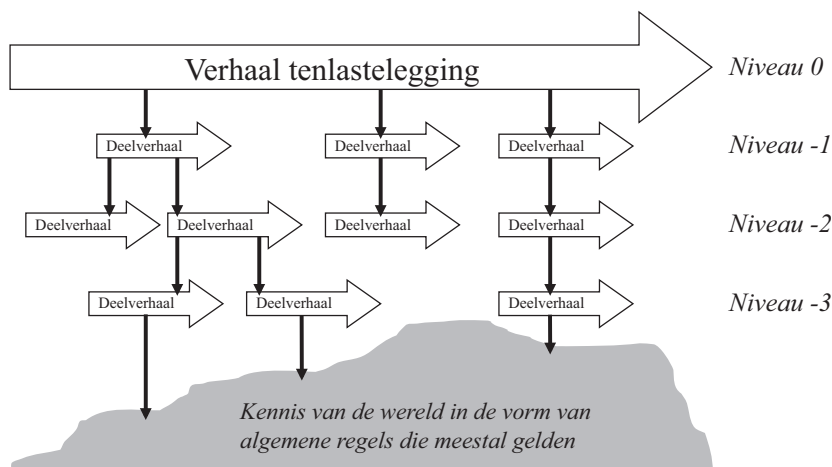 Verhaal tenlastelegging
Niveau 0
Deelverhaal
Deelverhaal
Deelverhaal
Niveau -1
Deelverhaal
Deelverhaal
Deelverhaal
Deelverhaal
Niveau -2
Deelverhaal
Deelverhaal
Deelverhaal
Niveau -3
Kennis van de wereld in de vorm van
algemene regels die meestal gelden